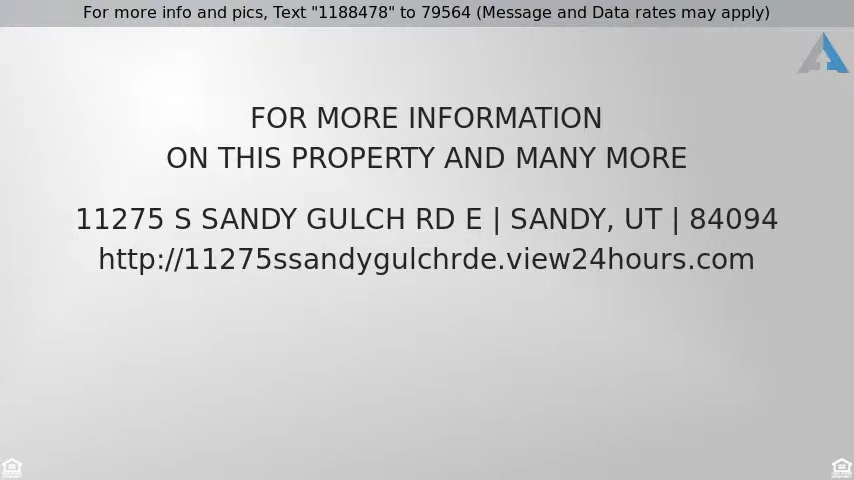 For more info and pics, Text "1188478" to 79564 (Message and Data rates may apply)
FOR MORE INFORMATION
ON THIS PROPERTY AND MANY MORE
11275 S SANDY GULCH RD E | SANDY, UT | 84094
http://11275ssandygulchrde.view24hours.com